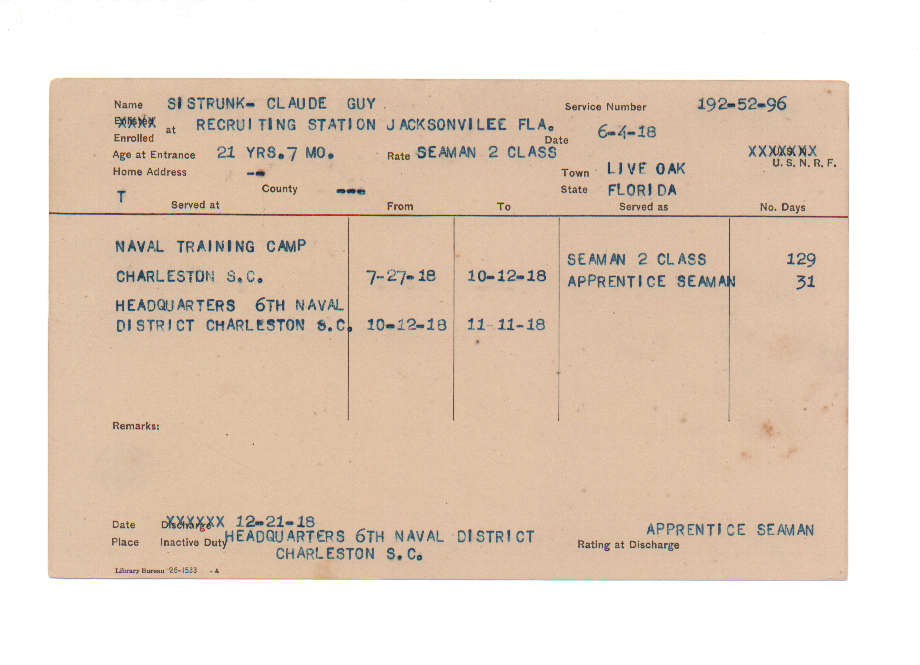 Name SISTRUNK- CLAUDE GUY Service Number 192-52-96
Enlisted XXXX
Enrolled at RECRUITING STATION JACKSONVILEE FLA. Date 6-4-18
Age at Entrance 21 YRS.7 MO. Rate SEAMAN 2 CLASS XXXXXXX U. S. N. R. F.
Home Address -- Town LIVE OAK
T County --- State FLORIDA
Served at From To Served as No. Days
NAVAL TRAINING CAMP
SEAMAN 2 CLASS 129
CHARLESTON S.C. 7-27-18 10-12-18 APPRENTICE SEAMAN 31
HEADQUARTERS 6TH NAVAL
DISTRICT CHARLESTON S.C. 10-12-18 11-11-18
Remarks:
Date Discharge XXXXXX 12-21-18
Place Inactive Duty HEADQUARTERS 6TH NAVAL DISTRICT
CHARLESTON S.C.
APPRENTICE SEAMAN
Rating at Discharge
Library Bureau 26-1533 -A